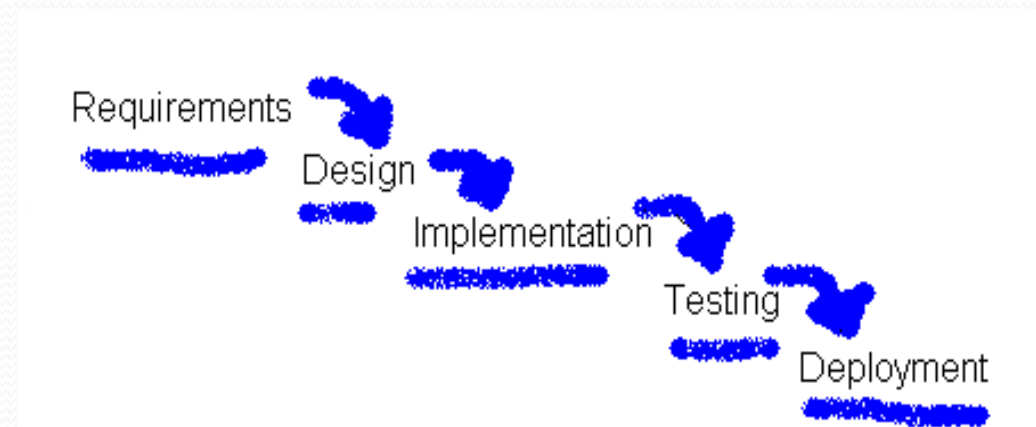 Requirements
Design
Implementation
Testing
Deployment